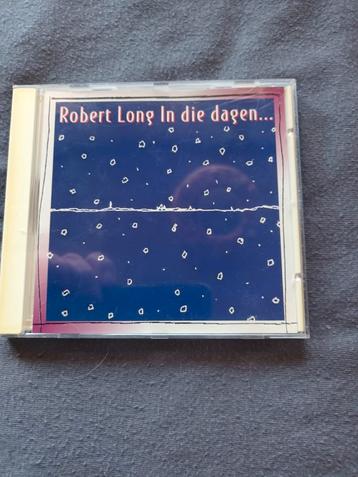 Robert Long In die dagen...